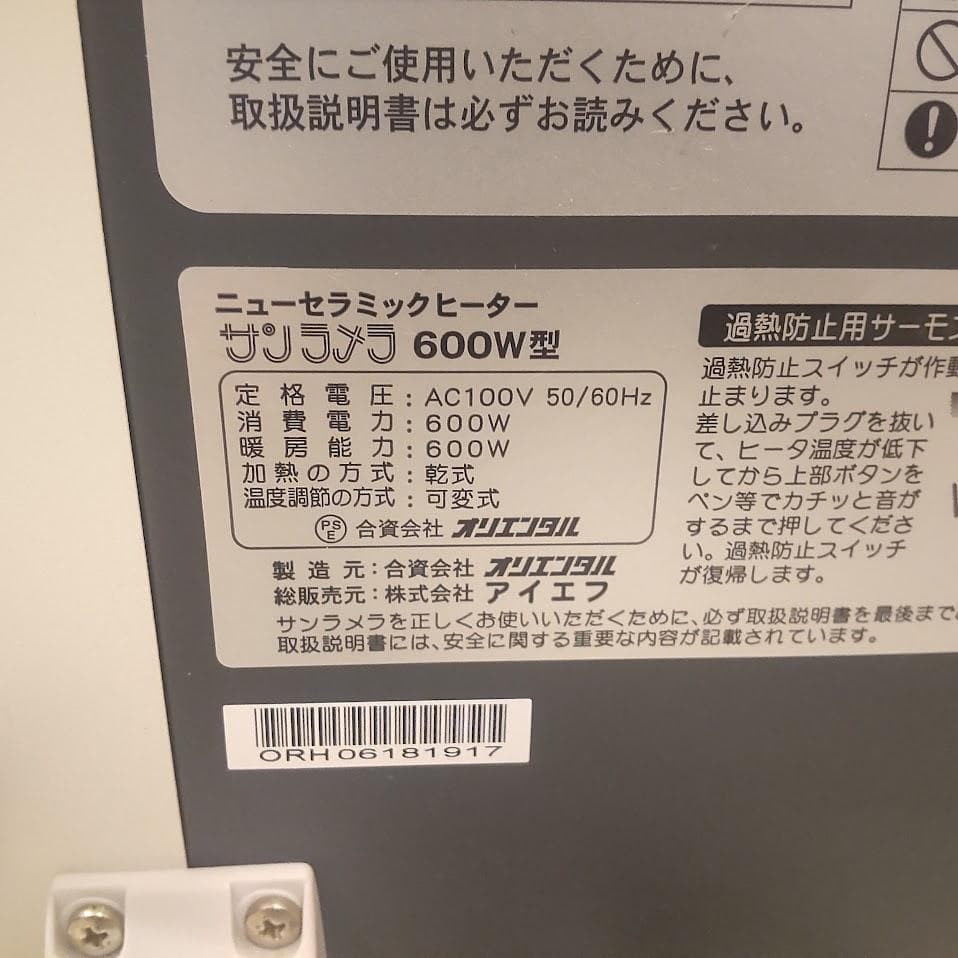 安全にご使用いただくために、
取扱説明書は必ずお読みください。
ニューセラミックヒーター
サンラメラ 600W型
定格電圧：AC100V 50/60Hz
消費電力：600W
暖房能力：600W
加熱の方式：乾式
温度調節の方式：可変式
PSE 合資会社 オリエンタル
製造元：合資会社 オリエンタル
総販売元：株式会社 アイエフ
過熱防止用サーモス
過熱防止スイッチが作動
止まります。
差し込みプラグを抜い
て、ヒータ温度が低下
してから上部ボタンを
ペン等でカチッと音が
するまで押してくださ
い。過熱防止スイッチ
が復帰します。
サンラメラを正しくお使いいただくために、必ず取扱説明書を最後まで
取扱説明書には、安全に関する重要な内容が記載されています。
ORH06181917